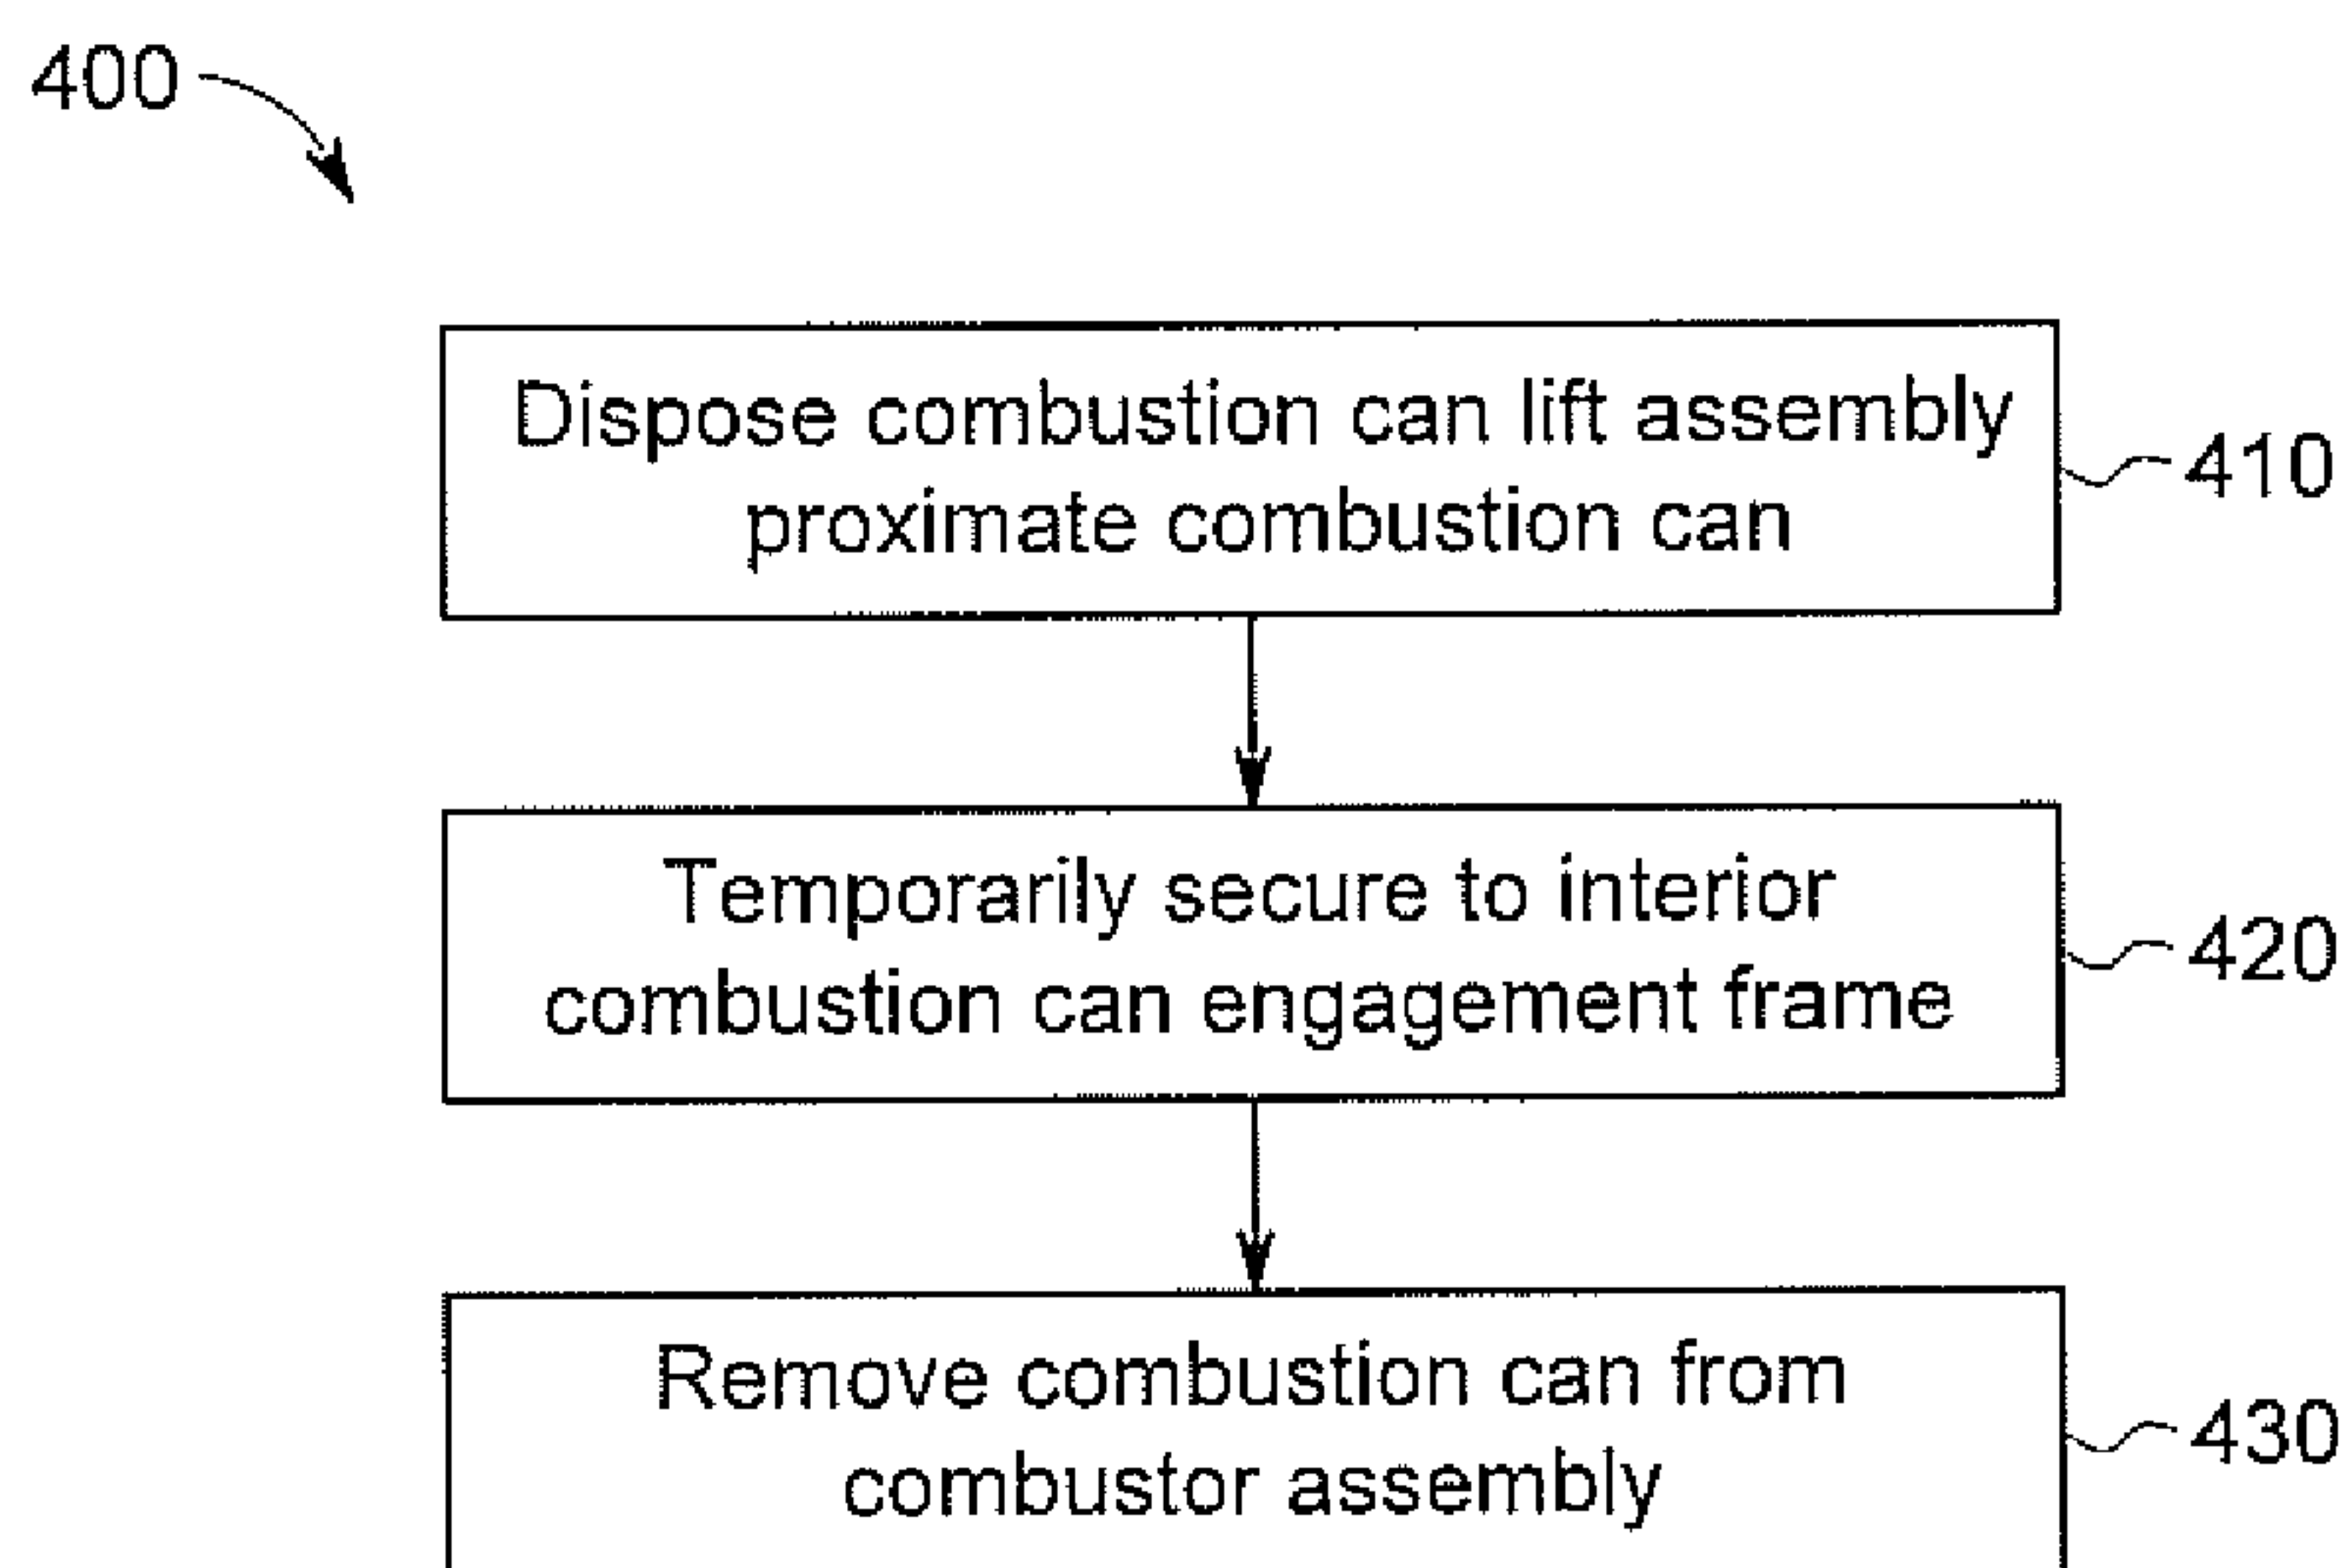 400
Dispose combustion can lift assembly
proximate combustion can
410
Temporarily secure to interior
combustion can engagement frame
420
Remove combustion can from
combustor assembly
430